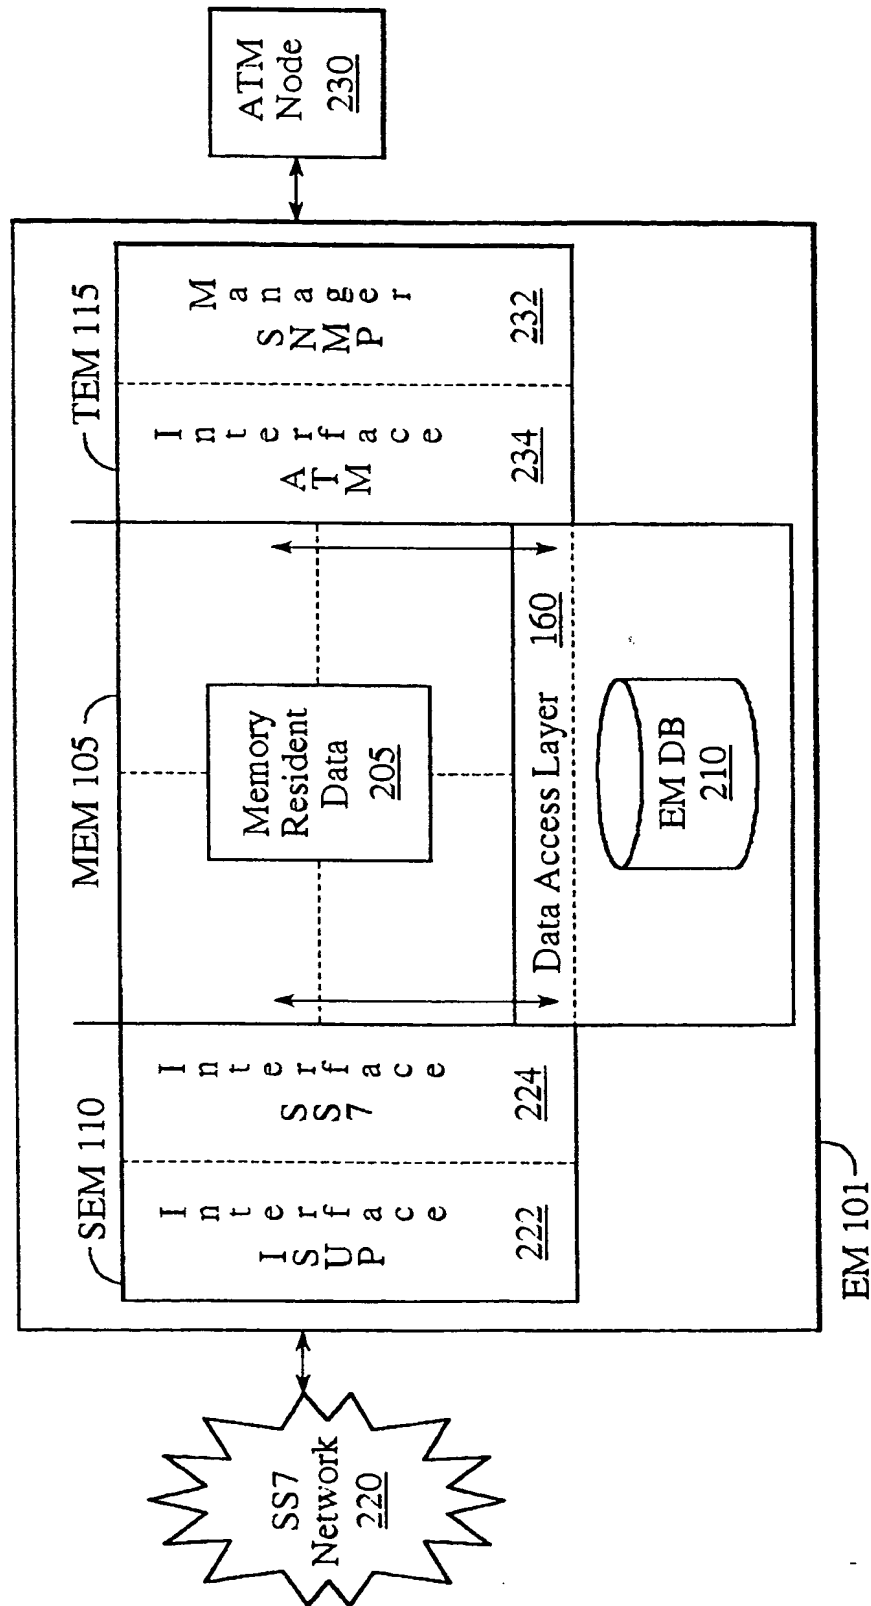 SEM 110
MEM 105
TEM 115
SS7
Network
220
ISUP
Interface
222
SS7
Interface
224
Memory
Resident
Data
205
ATM
Interface
234
SNMP
Manager
232
ATM
Node
230
Data Access Layer 160
EM DB
210
EM 101